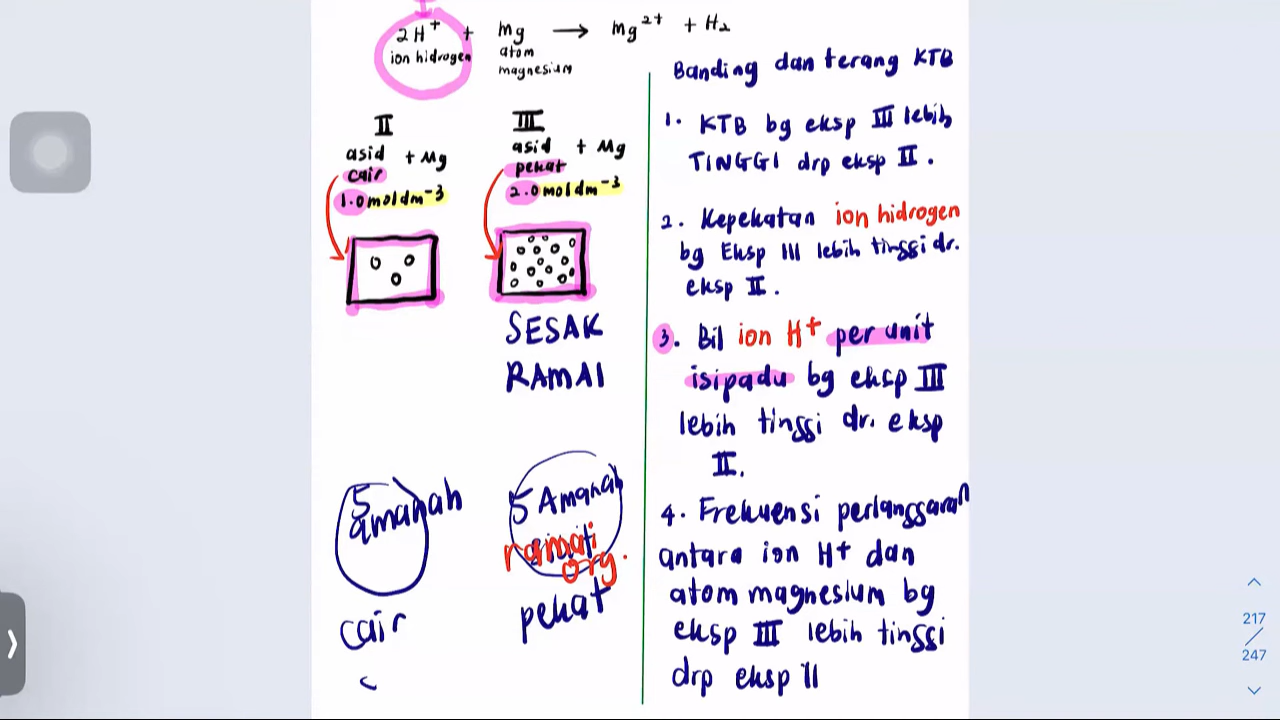 2H⁺ + Mg → Mg²⁺ + H₂
ion hidrogen atom
magnesium
II
asid + Mg
cair
1.0 moldm⁻³
III
asid + Mg
pekat
2.0 moldm⁻³
SESAK
RAMAI
5
amanah
cair
5 Amanah
ramai
org.
pekat
Banding dan terang KTB
1. KTB bg eksp III lebih
TINGGI drp eksp II.
2. Kepekatan ion hidrogen
bg Eksp III lebih tinggi dr.
eksp II.
3. Bil ion H⁺ per unit
isipadu bg eksp III
lebih tinggi dr. eksp
II.
4. Frekuensi perlanggaran
antara ion H⁺ dan
atom magnesium bg
eksp III lebih tinggi
drp eksp II
217
247